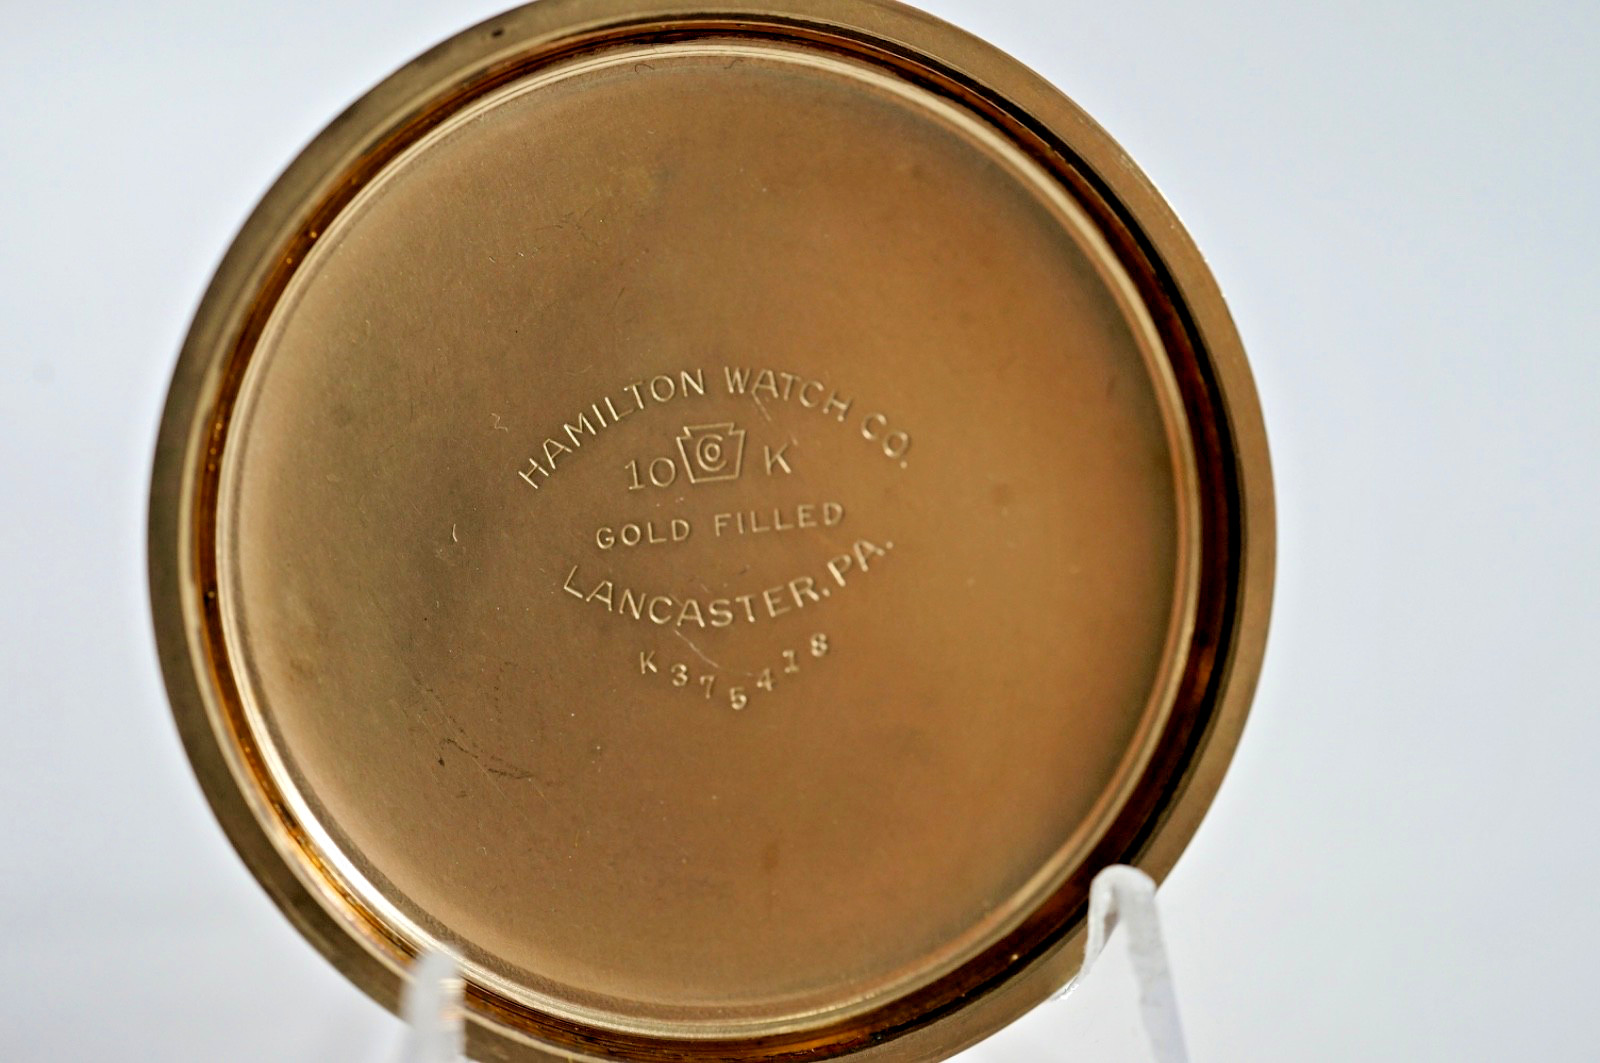 HAMILTON WATCH CO.
10 C K
GOLD FILLED
LANCASTER, PA.
K375418